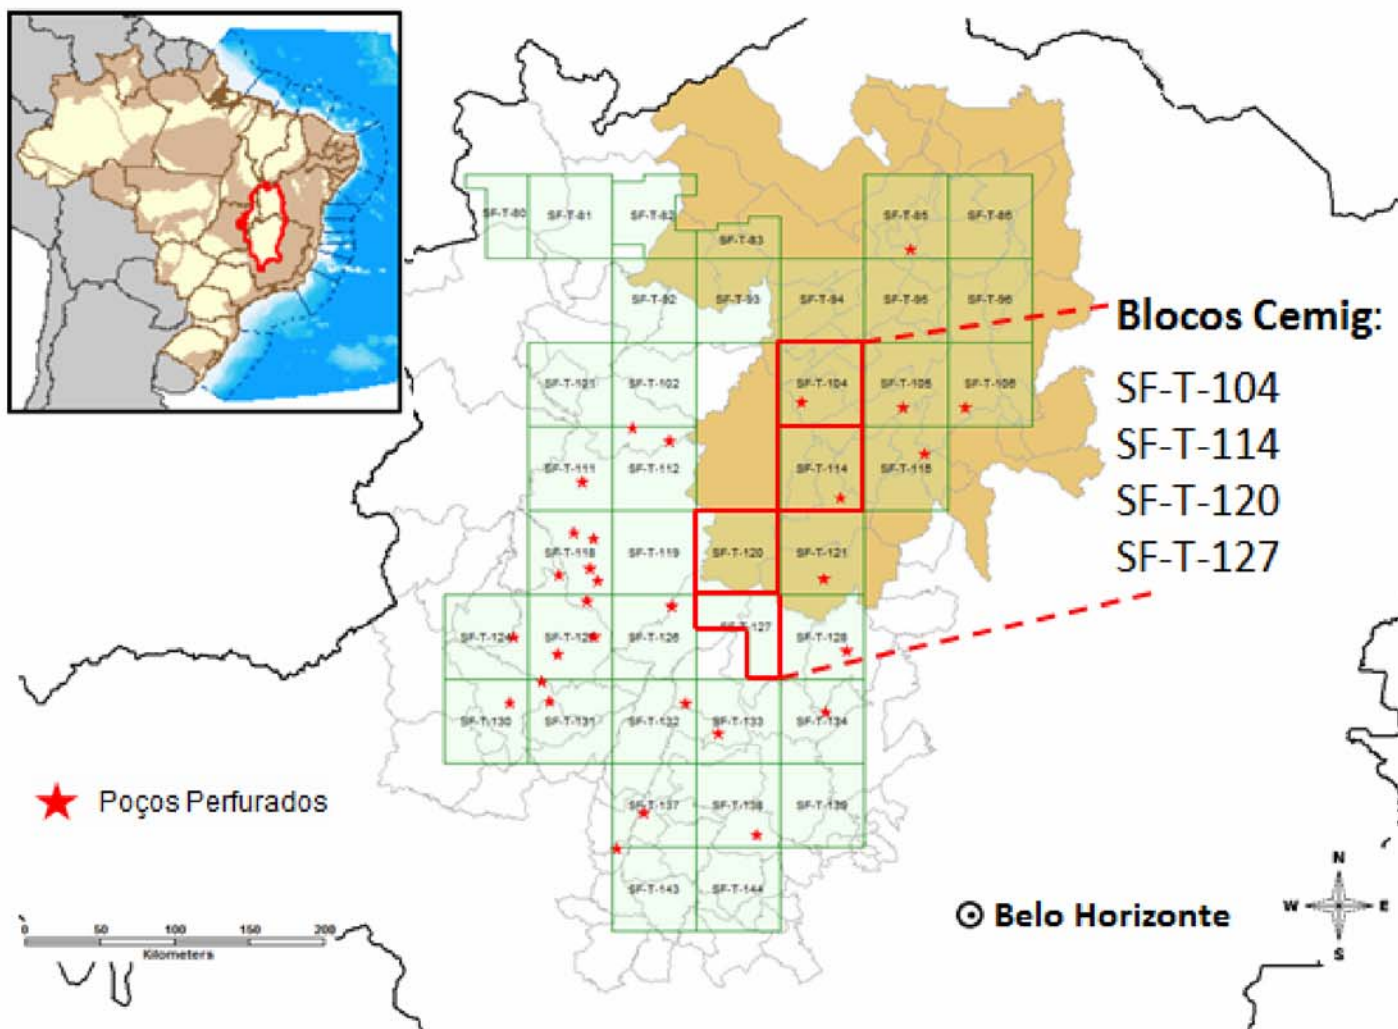 SF-T-80
SF-T-81
SF-T-82
SF-T-83
SF-T-85
SF-T-86
SF-T-92
SF-T-93
SF-T-94
SF-T-95
SF-T-96
Blocos Cemig:
SF-T-104
SF-T-114
SF-T-120
SF-T-127
SF-T-101
SF-T-102
SF-T-104
SF-T-105
SF-T-106
SF-T-111
SF-T-112
SF-T-114
SF-T-115
SF-T-118
SF-T-119
SF-T-120
SF-T-121
SF-T-124
SF-T-125
SF-T-126
SF-T-127
SF-T-128
SF-T-130
SF-T-131
SF-T-132
SF-T-133
SF-T-134
Poços Perfurados
SF-T-137
SF-T-138
SF-T-139
SF-T-143
SF-T-144
Belo Horizonte
N
W
E
S
0 50 100 150 200
Kilometers